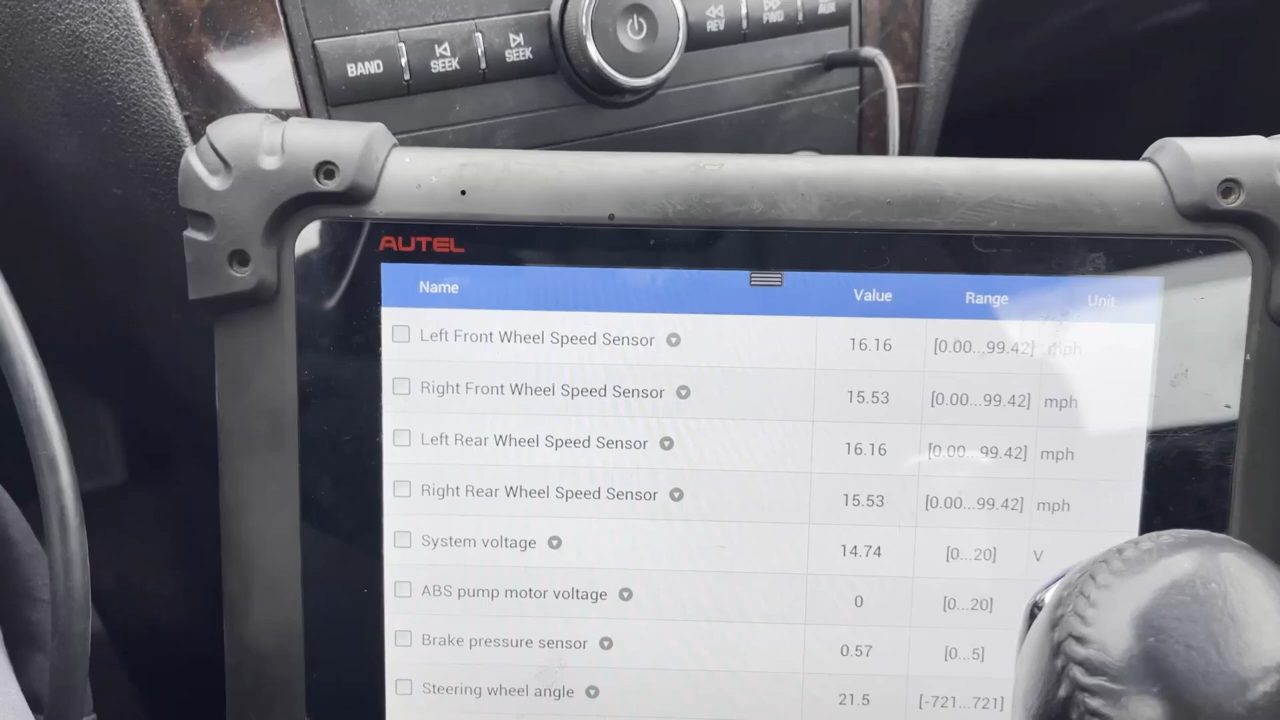 BAND
SEEK
SEEK
REV
FWD
AUTEL
Name Value Range Unit
Left Front Wheel Speed Sensor 16.16 [0.00...99.42] mph
Right Front Wheel Speed Sensor 15.53 [0.00...99.42] mph
Left Rear Wheel Speed Sensor 16.16 [0.00...99.42] mph
Right Rear Wheel Speed Sensor 15.53 [0.00...99.42] mph
System voltage 14.74 [0...20] V
ABS pump motor voltage 0 [0...20]
Brake pressure sensor 0.57 [0...5]
Steering wheel angle 21.5 [-721...721]